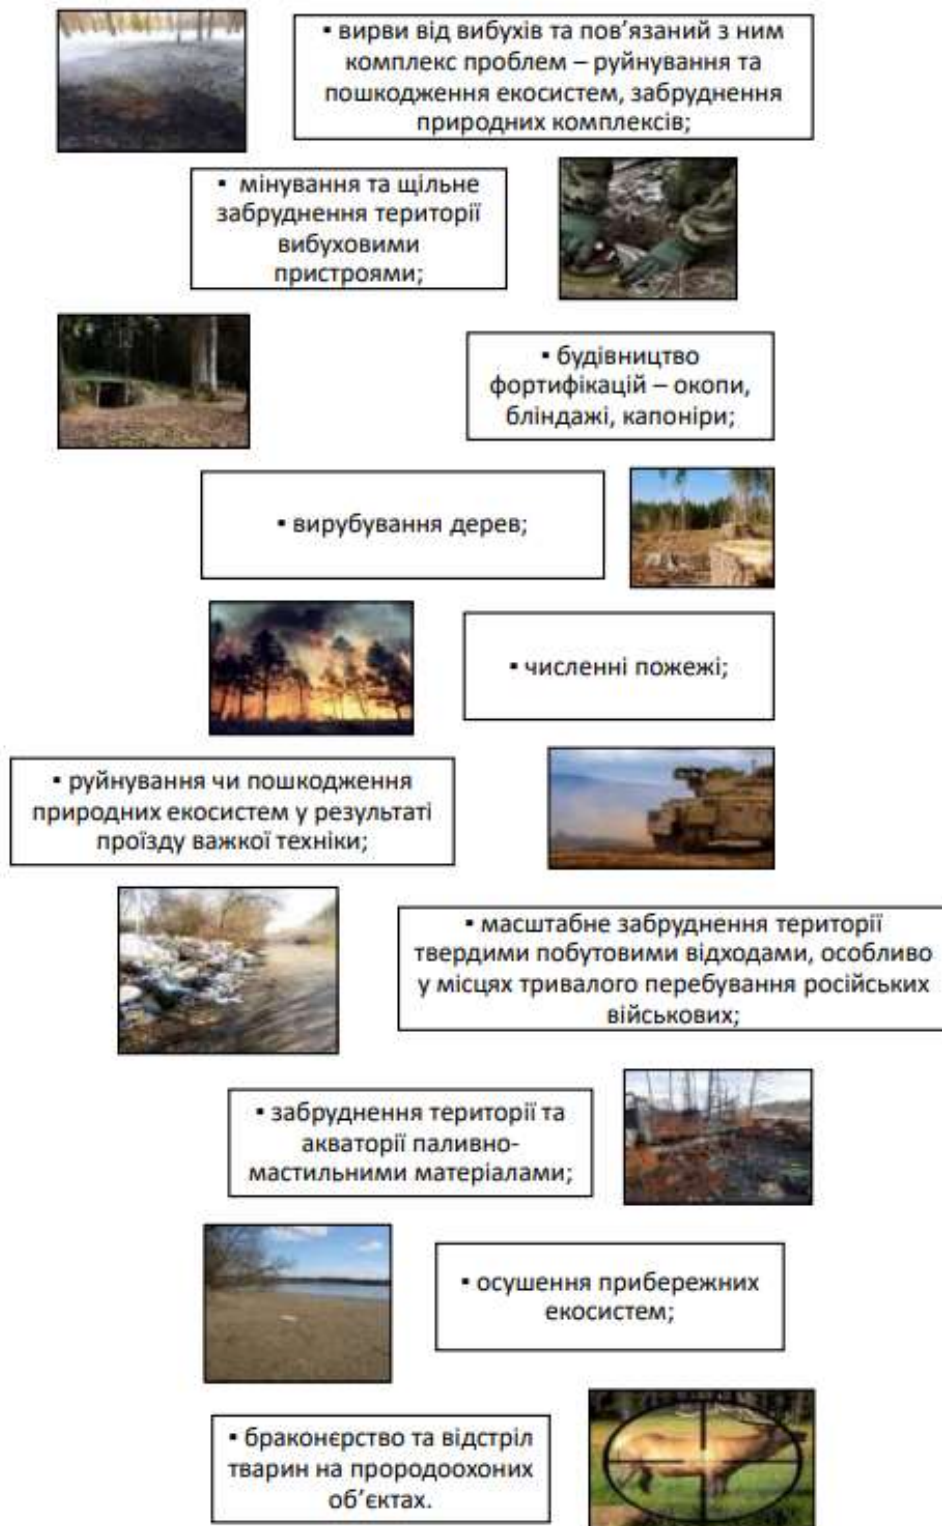 ▪ вирви від вибухів та пов’язаний з ним
комплекс проблем – руйнування та
пошкодження екосистем, забруднення
природних комплексів;
▪ мінування та щільне
забруднення території
вибуховими
пристроями;
▪ будівництво
фортифікацій – окопи,
бліндажі, капоніри;
▪ вирубування дерев;
▪ численні пожежі;
▪ руйнування чи пошкодження
природних екосистем у результаті
проїзду важкої техніки;
▪ масштабне забруднення території
твердими побутовими відходами, особливо
у місцях тривалого перебування російських
військових;
▪ забруднення території та
акваторії паливно-
мастильними матеріалами;
▪ осушення прибережних
екосистем;
▪ браконєрство та відстріл
тварин на прородоохоних
об’єктах.